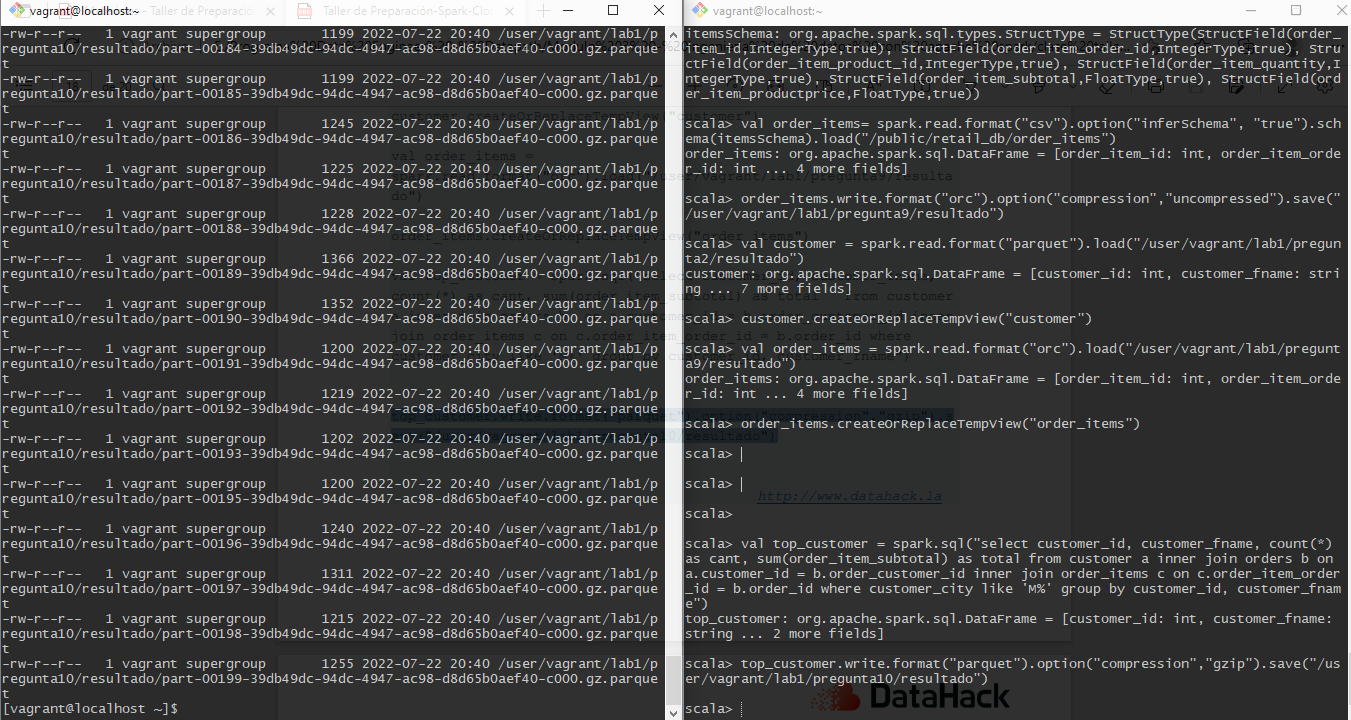 vagrant@localhost:~
-rw-r--r--   1 vagrant supergroup       1199 2022-07-22 20:40 /user/vagrant/lab1/p
regunta10/resultado/part-00184-39db49dc-94dc-4947-ac98-d8d65b0aef40-c000.gz.parque
t
-rw-r--r--   1 vagrant supergroup       1199 2022-07-22 20:40 /user/vagrant/lab1/p
regunta10/resultado/part-00185-39db49dc-94dc-4947-ac98-d8d65b0aef40-c000.gz.parque
t
-rw-r--r--   1 vagrant supergroup       1245 2022-07-22 20:40 /user/vagrant/lab1/p
regunta10/resultado/part-00186-39db49dc-94dc-4947-ac98-d8d65b0aef40-c000.gz.parque
t
-rw-r--r--   1 vagrant supergroup       1225 2022-07-22 20:40 /user/vagrant/lab1/p
regunta10/resultado/part-00187-39db49dc-94dc-4947-ac98-d8d65b0aef40-c000.gz.parque
t
-rw-r--r--   1 vagrant supergroup       1228 2022-07-22 20:40 /user/vagrant/lab1/p
regunta10/resultado/part-00188-39db49dc-94dc-4947-ac98-d8d65b0aef40-c000.gz.parque
t
-rw-r--r--   1 vagrant supergroup       1366 2022-07-22 20:40 /user/vagrant/lab1/p
regunta10/resultado/part-00189-39db49dc-94dc-4947-ac98-d8d65b0aef40-c000.gz.parque
t
-rw-r--r--   1 vagrant supergroup       1352 2022-07-22 20:40 /user/vagrant/lab1/p
regunta10/resultado/part-00190-39db49dc-94dc-4947-ac98-d8d65b0aef40-c000.gz.parque
t
-rw-r--r--   1 vagrant supergroup       1200 2022-07-22 20:40 /user/vagrant/lab1/p
regunta10/resultado/part-00191-39db49dc-94dc-4947-ac98-d8d65b0aef40-c000.gz.parque
t
-rw-r--r--   1 vagrant supergroup       1219 2022-07-22 20:40 /user/vagrant/lab1/p
regunta10/resultado/part-00192-39db49dc-94dc-4947-ac98-d8d65b0aef40-c000.gz.parque
t
-rw-r--r--   1 vagrant supergroup       1202 2022-07-22 20:40 /user/vagrant/lab1/p
regunta10/resultado/part-00193-39db49dc-94dc-4947-ac98-d8d65b0aef40-c000.gz.parque
t
-rw-r--r--   1 vagrant supergroup       1200 2022-07-22 20:40 /user/vagrant/lab1/p
regunta10/resultado/part-00195-39db49dc-94dc-4947-ac98-d8d65b0aef40-c000.gz.parque
t
-rw-r--r--   1 vagrant supergroup       1240 2022-07-22 20:40 /user/vagrant/lab1/p
regunta10/resultado/part-00196-39db49dc-94dc-4947-ac98-d8d65b0aef40-c000.gz.parque
t
-rw-r--r--   1 vagrant supergroup       1311 2022-07-22 20:40 /user/vagrant/lab1/p
regunta10/resultado/part-00197-39db49dc-94dc-4947-ac98-d8d65b0aef40-c000.gz.parque
t
-rw-r--r--   1 vagrant supergroup       1215 2022-07-22 20:40 /user/vagrant/lab1/p
regunta10/resultado/part-00198-39db49dc-94dc-4947-ac98-d8d65b0aef40-c000.gz.parque
t
-rw-r--r--   1 vagrant supergroup       1255 2022-07-22 20:40 /user/vagrant/lab1/p
regunta10/resultado/part-00199-39db49dc-94dc-4947-ac98-d8d65b0aef40-c000.gz.parque
t
[vagrant@localhost ~]$
vagrant@localhost:~
itemsSchema: org.apache.spark.sql.types.StructType = StructType(StructField(order_
item_id,IntegerType,true), StructField(order_item_order_id,IntegerType,true), Str
uctField(order_item_product_id,IntegerType,true), StructField(order_item_quantity,I
ntegerType,true), StructField(order_item_subtotal,FloatType,true), StructField(ord
er_item_productprice,FloatType,true))
scala> val order_items= spark.read.format("csv").option("inferSchema", "true").sch
ema(itemsSchema).load("/public/retail_db/order_items")
order_items: org.apache.spark.sql.DataFrame = [order_item_id: int, order_item_orde
r_id: int ... 4 more fields]
scala> order_items.write.format("orc").option("compression","uncompressed").save("
/user/vagrant/lab1/pregunta9/resultado")
scala> val customer = spark.read.format("parquet").load("/user/vagrant/lab1/pregun
ta2/resultado")
customer: org.apache.spark.sql.DataFrame = [customer_id: int, customer_fname: stri
ng ... 7 more fields]
scala> customer.createOrReplaceTempView("customer")
scala> val order_items = spark.read.format("orc").load("/user/vagrant/lab1/pregunt
a9/resultado")
order_items: org.apache.spark.sql.DataFrame = [order_item_id: int, order_item_orde
r_id: int ... 4 more fields]
scala> order_items.createOrReplaceTempView("order_items")
scala>
scala>
http://www.datahack.la
scala>
scala> val top_customer = spark.sql("select customer_id, customer_fname, count(*)
as cant, sum(order_item_subtotal) as total from customer a inner join orders b on
a.customer_id = b.order_customer_id inner join order_items c on c.order_item_order
_id = b.order_id where customer_city like 'M%' group by customer_id, customer_fnam
e")
top_customer: org.apache.spark.sql.DataFrame = [customer_id: int, customer_fname:
string ... 2 more fields]
scala> top_customer.write.format("parquet").option("compression","gzip").save("/us
er/vagrant/lab1/pregunta10/resultado")
DataHack
scala>